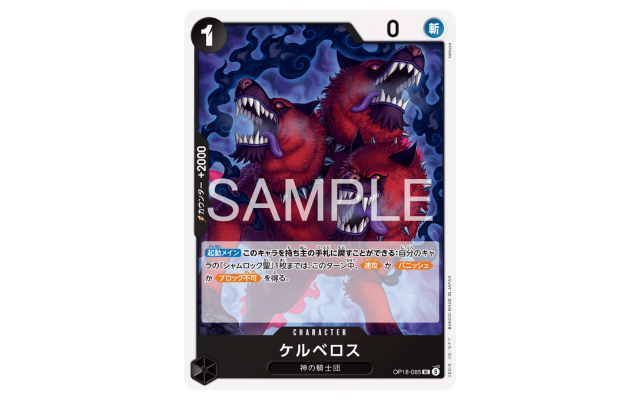 1
0
斬
カウンター +2000
SAMPLE
起動メイン このキャラを持ち主の手札に戻すことができる:自分のキャ
ラの「シャムロック聖」1枚までは、このターン中、速攻 か バニッシュ
か ブロック不可 を得る。
CHARACTER
ケルベロス
神の騎士団
OP18-085 UC